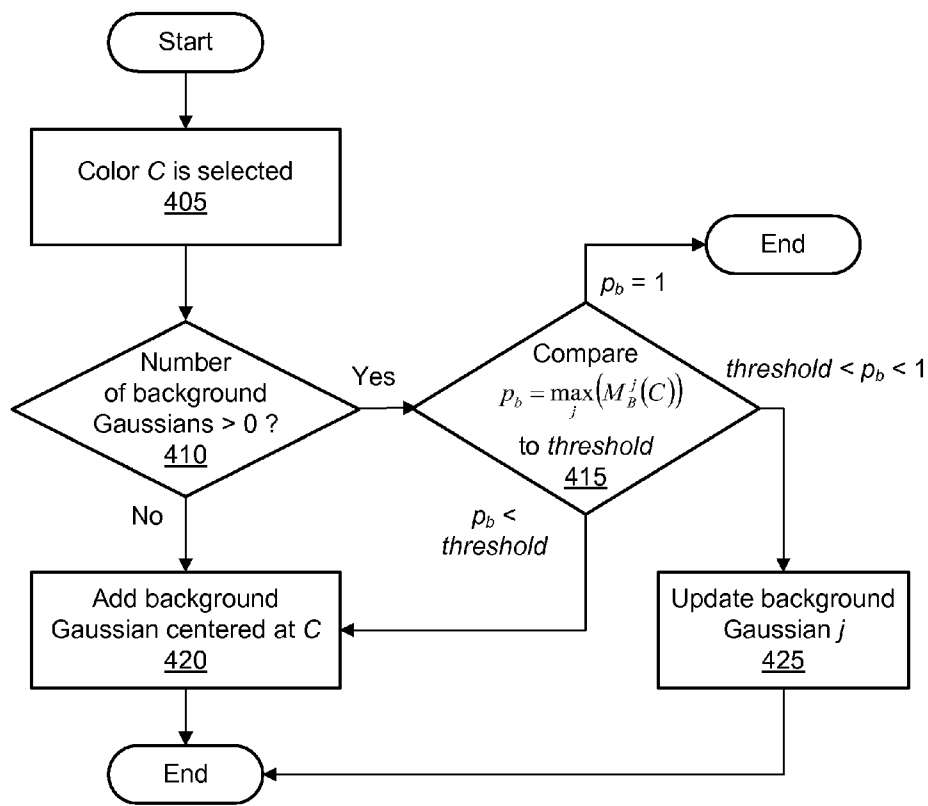 Start
Color C is selected
405
Number
of background
Gaussians > 0 ?
410
Yes
No
Compare
p_b = max_j (M_B^j (C))
to threshold
415
p_b = 1
End
threshold < p_b < 1
p_b <
threshold
Add background
Gaussian centered at C
420
Update background
Gaussian j
425
End